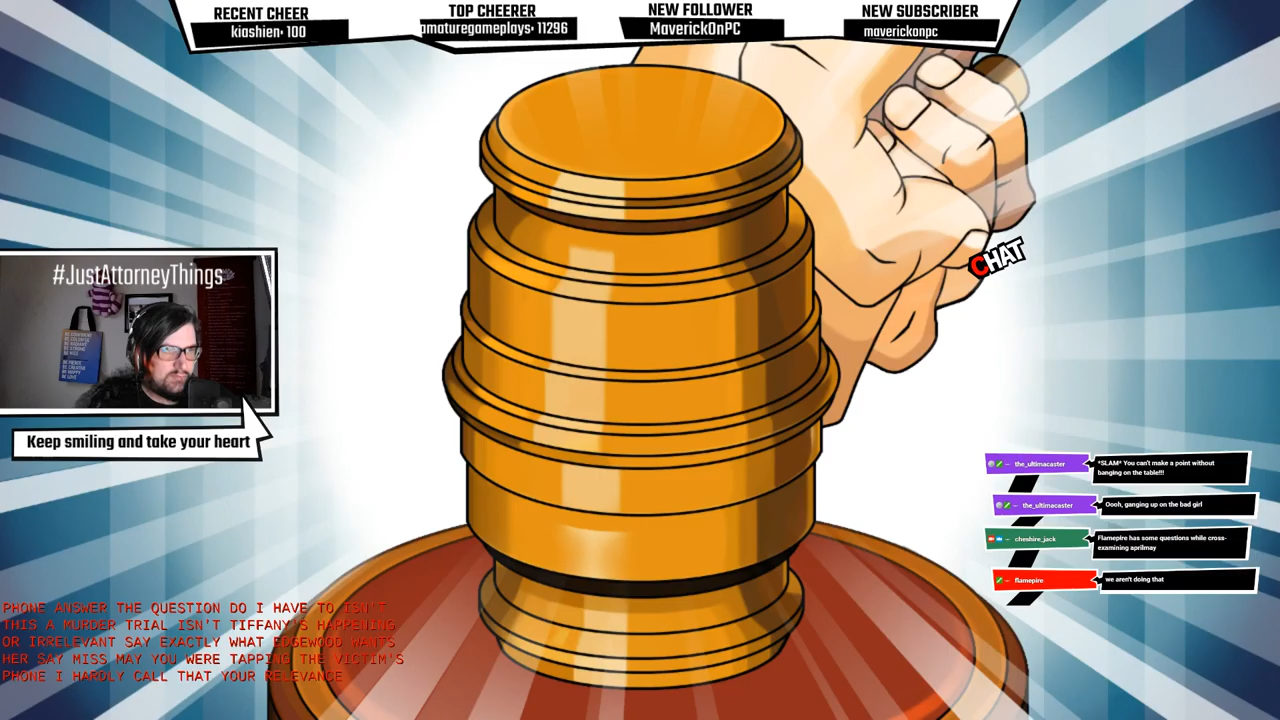 RECENT CHEER
kiashien• 100
TOP CHEERER
amaturegameplays• 11296
NEW FOLLOWER
MaverickOnPC
NEW SUBSCRIBER
maverickonpc
CHAT
#JustAttorneyThings
Keep smiling and take your heart
the_ultimacaster
*SLAM* You can't make a point without
banging on the table!!!
the_ultimacaster
Oooh, ganging up on the bad girl
cheshire_jack
Flamepire has some questions while cross-
examining aprilmay
flamepire
we aren't doing that
PHONE ANSWER THE QUESTION DO I HAVE TO ISN'T
THIS A MURDER TRIAL ISN'T TIFFANY'S HAPPENING
OR IRRELEVANT SAY EXACTLY WHAT EDGEWOOD WANTS
HER SAY MISS MAY YOU WERE TAPPING THE VICTIM'S
PHONE I HARDLY CALL THAT YOUR RELEVANCE